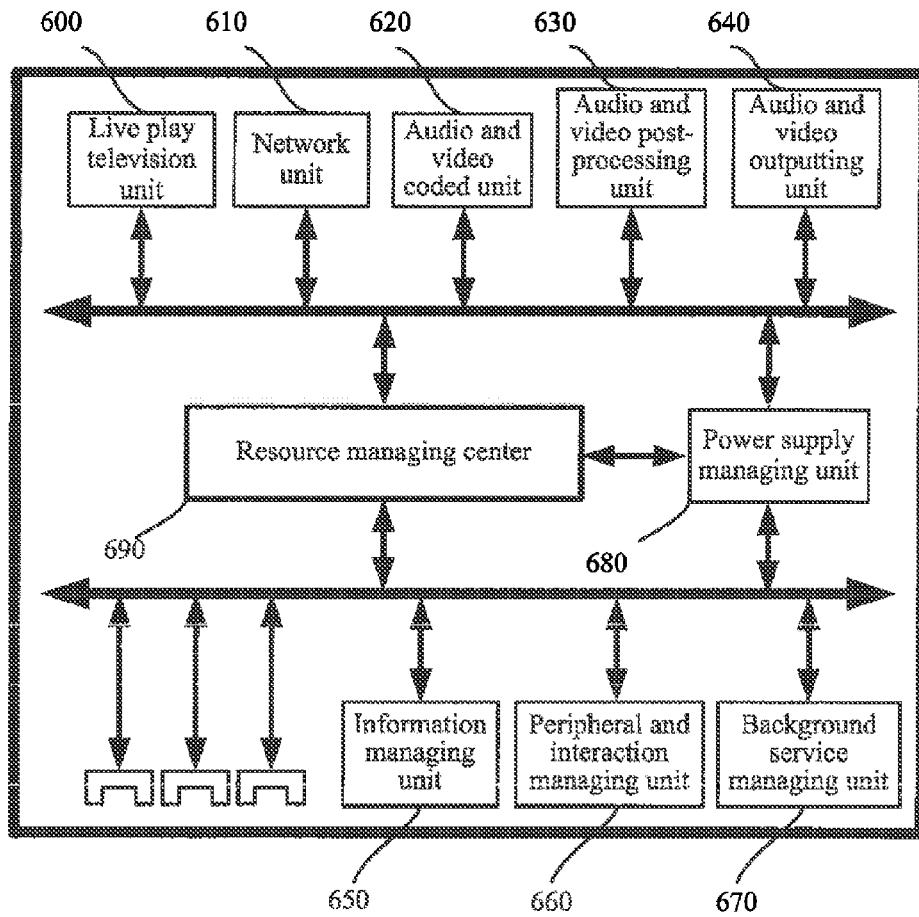 600 610 620 630 640
Live play
television
unit
Network
unit
Audio and
video
coded unit
Audio and
video post-
processing
unit
Audio and
video
outputting
unit
Resource managing center
Power supply
managing unit
690
680
Information
managing
unit
Peripheral and
interaction
managing unit
Background
service
managing unit
650 660 670